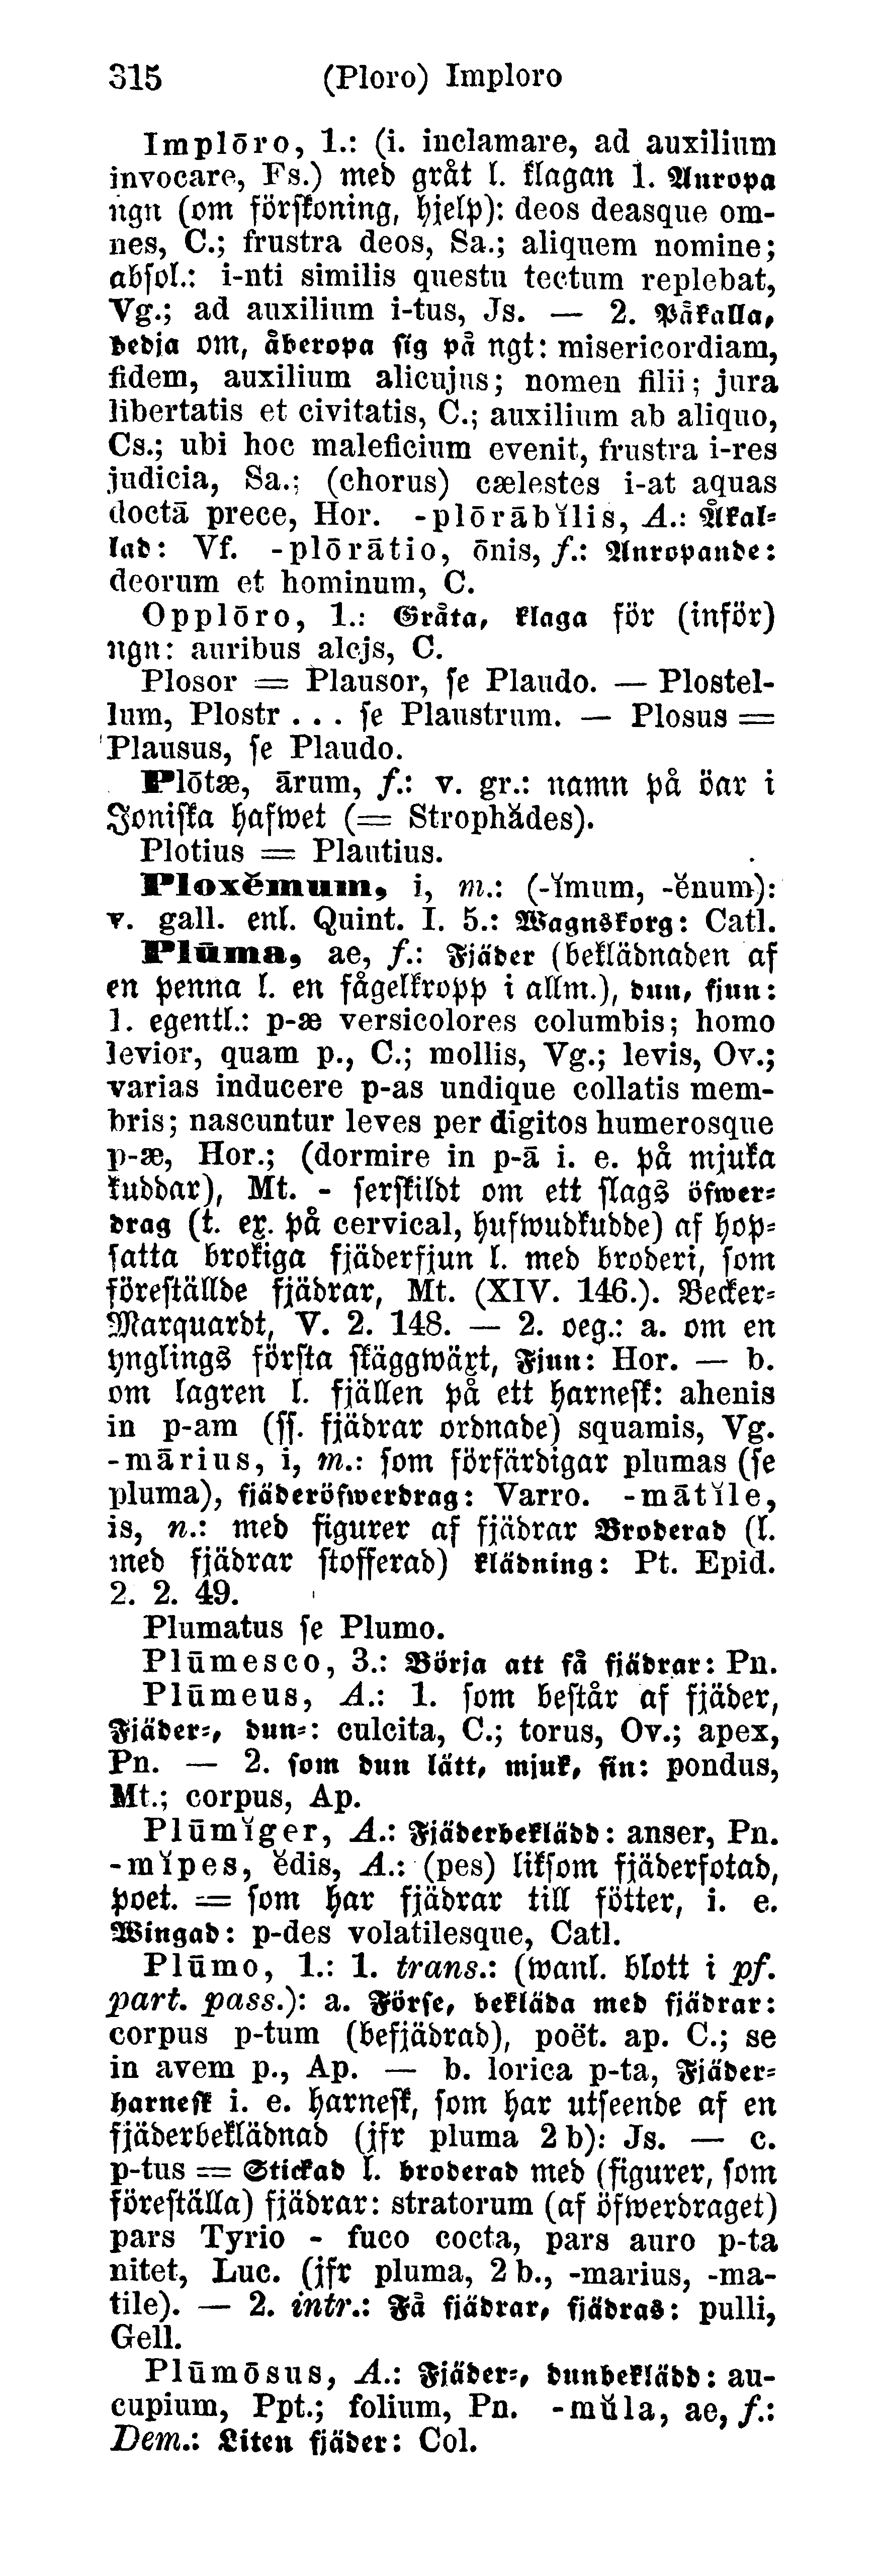 315 (Ploro) Imploro
Implōro, 1.: (i. inclamare, ad auxilium
invocare, Fs.) med gråt l. klagan 1. Anropa
ngn (om förskoning, hjelp): deos deasque om-
nes, C.; frustra deos, Sa.; aliquem nomine;
absol.: i-nti similis questu tectum replebat,
Vg.; ad auxilium i-tus, Js. — 2. Påkalla,
bedja om, åberopa sig på ngt: misericordiam,
fidem, auxilium alicujus; nomen filii; jura
libertatis et civitatis, C.; auxilium ab aliquo,
Cs.; ubi hoc maleficium evenit, frustra i-res
judicia, Sa.; (chorus) cælestes i-at aquas
doctā prece, Hor. -plōrābĭlis, A.: Åkal-
lad: Vf. -plōrātio, ōnis, f.: Anropande:
deorum et hominum, C.
Opplōro, 1.: Gråta, klaga för (inför)
ngn: auribus alcjs, C.
Plosor = Plausor, se Plaudo. — Plostel-
lum, Plostr . . . se Plaustrum. — Plosus =
Plausus, se Plaudo.
Plōtæ, ārum, f.: v. gr.: namn på öar i
Joniska hafwet (= Strophădes).
Plotius = Plautius.
Ploxĕmum, i, m.: (-ĭmum, -ĕnum):
v. gall. enl. Quint. I. 5.: Wagnskorg: Catl.
Plūma, ae, f.: Fjäder (beklädnaden af
en penna l. en fågelkropp i allm.), dun, fjun:
1. egentl.: p-æ versicolores columbis; homo
levior, quam p., C.; mollis, Vg.; levis, Ov.;
varias inducere p-as undique collatis mem-
bris; nascuntur leves per digitos humerosque
p-æ, Hor.; (dormire in p-ā i. e. på mjuka
kuddar), Mt. - serskildt om ett slags öfwer-
drag (t. ex. på cervical, hufwudkudde) af hop-
satta brokiga fjäderfjun l. med broderi, som
föreställde fjädrar, Mt. (XIV. 146.). Becker-
Marquardt, V. 2. 148. — 2. oeg.: a. om en
ynglings första skäggwäxt, Fjun: Hor. — b.
om lagren l. fjällen på ett harnesk: ahenis
in p-am (ss. fjädrar ordnade) squamis, Vg.
-mārius, i, m.: som förfärdigar plumas (se
pluma), fjäderöfwerdrag: Varro. -mātĭle,
is, n.: med figurer af fjädrar Broderad (l.
med fjädrar stofferad) klädning: Pt. Epid.
2. 2. 49.
Plumatus se Plumo.
Plūmesco, 3.: Börja att få fjädrar: Pn.
Plūmeus, A.: 1. som består af fjäder,
Fjäder-, dun-: culcita, C.; torus, Ov.; apex,
Pn. — 2. som dun lätt, mjuk, fin: pondus,
Mt.; corpus, Ap.
Plūmĭger, A.: Fjäderbeklädd: anser, Pn.
-mĭpes, ĕdis, A.: (pes) liksom fjäderfotad,
poet. = som har fjädrar till fötter, i. e.
Wingad: p-des volatilesque, Catl.
Plūmo, 1.: 1. trans.: (wanl. blott i pf.
part. pass.): a. Förse, bekläda med fjädrar:
corpus p-tum (befjädrad), poët. ap. C.; se
in avem p., Ap. — b. lorica p-ta, Fjäder-
harnesk i. e. harnesk, som har utseende af en
fjäderbeklädnad (jfr pluma 2 b): Js. — c.
p-tus = Stickad l. broderad med (figurer, som
föreställa) fjädrar: stratorum (af öfwerdraget)
pars Tyrio - fuco cocta, pars auro p-ta
nitet, Luc. (jfr pluma, 2 b., -marius, -ma-
tile). — 2. intr.: Få fjädrar, fjädras: pulli,
Gell.
Plūmōsus, A.: Fjäder-, dunbeklädd: au-
cupium, Ppt.; folium, Pn. -mŭla, ae, f.:
Dem.: Liten fjäder: Col.